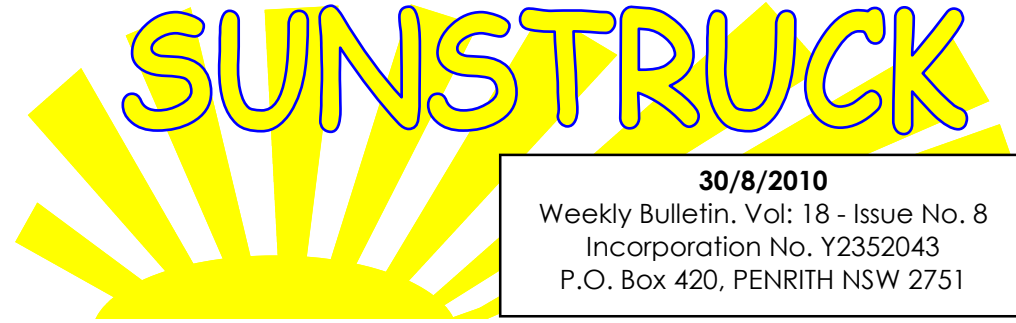 SUNSTRUCK
30/8/2010
Weekly Bulletin. Vol: 18 - Issue No. 8
Incorporation No. Y2352043
P.O. Box 420, PENRITH NSW 2751